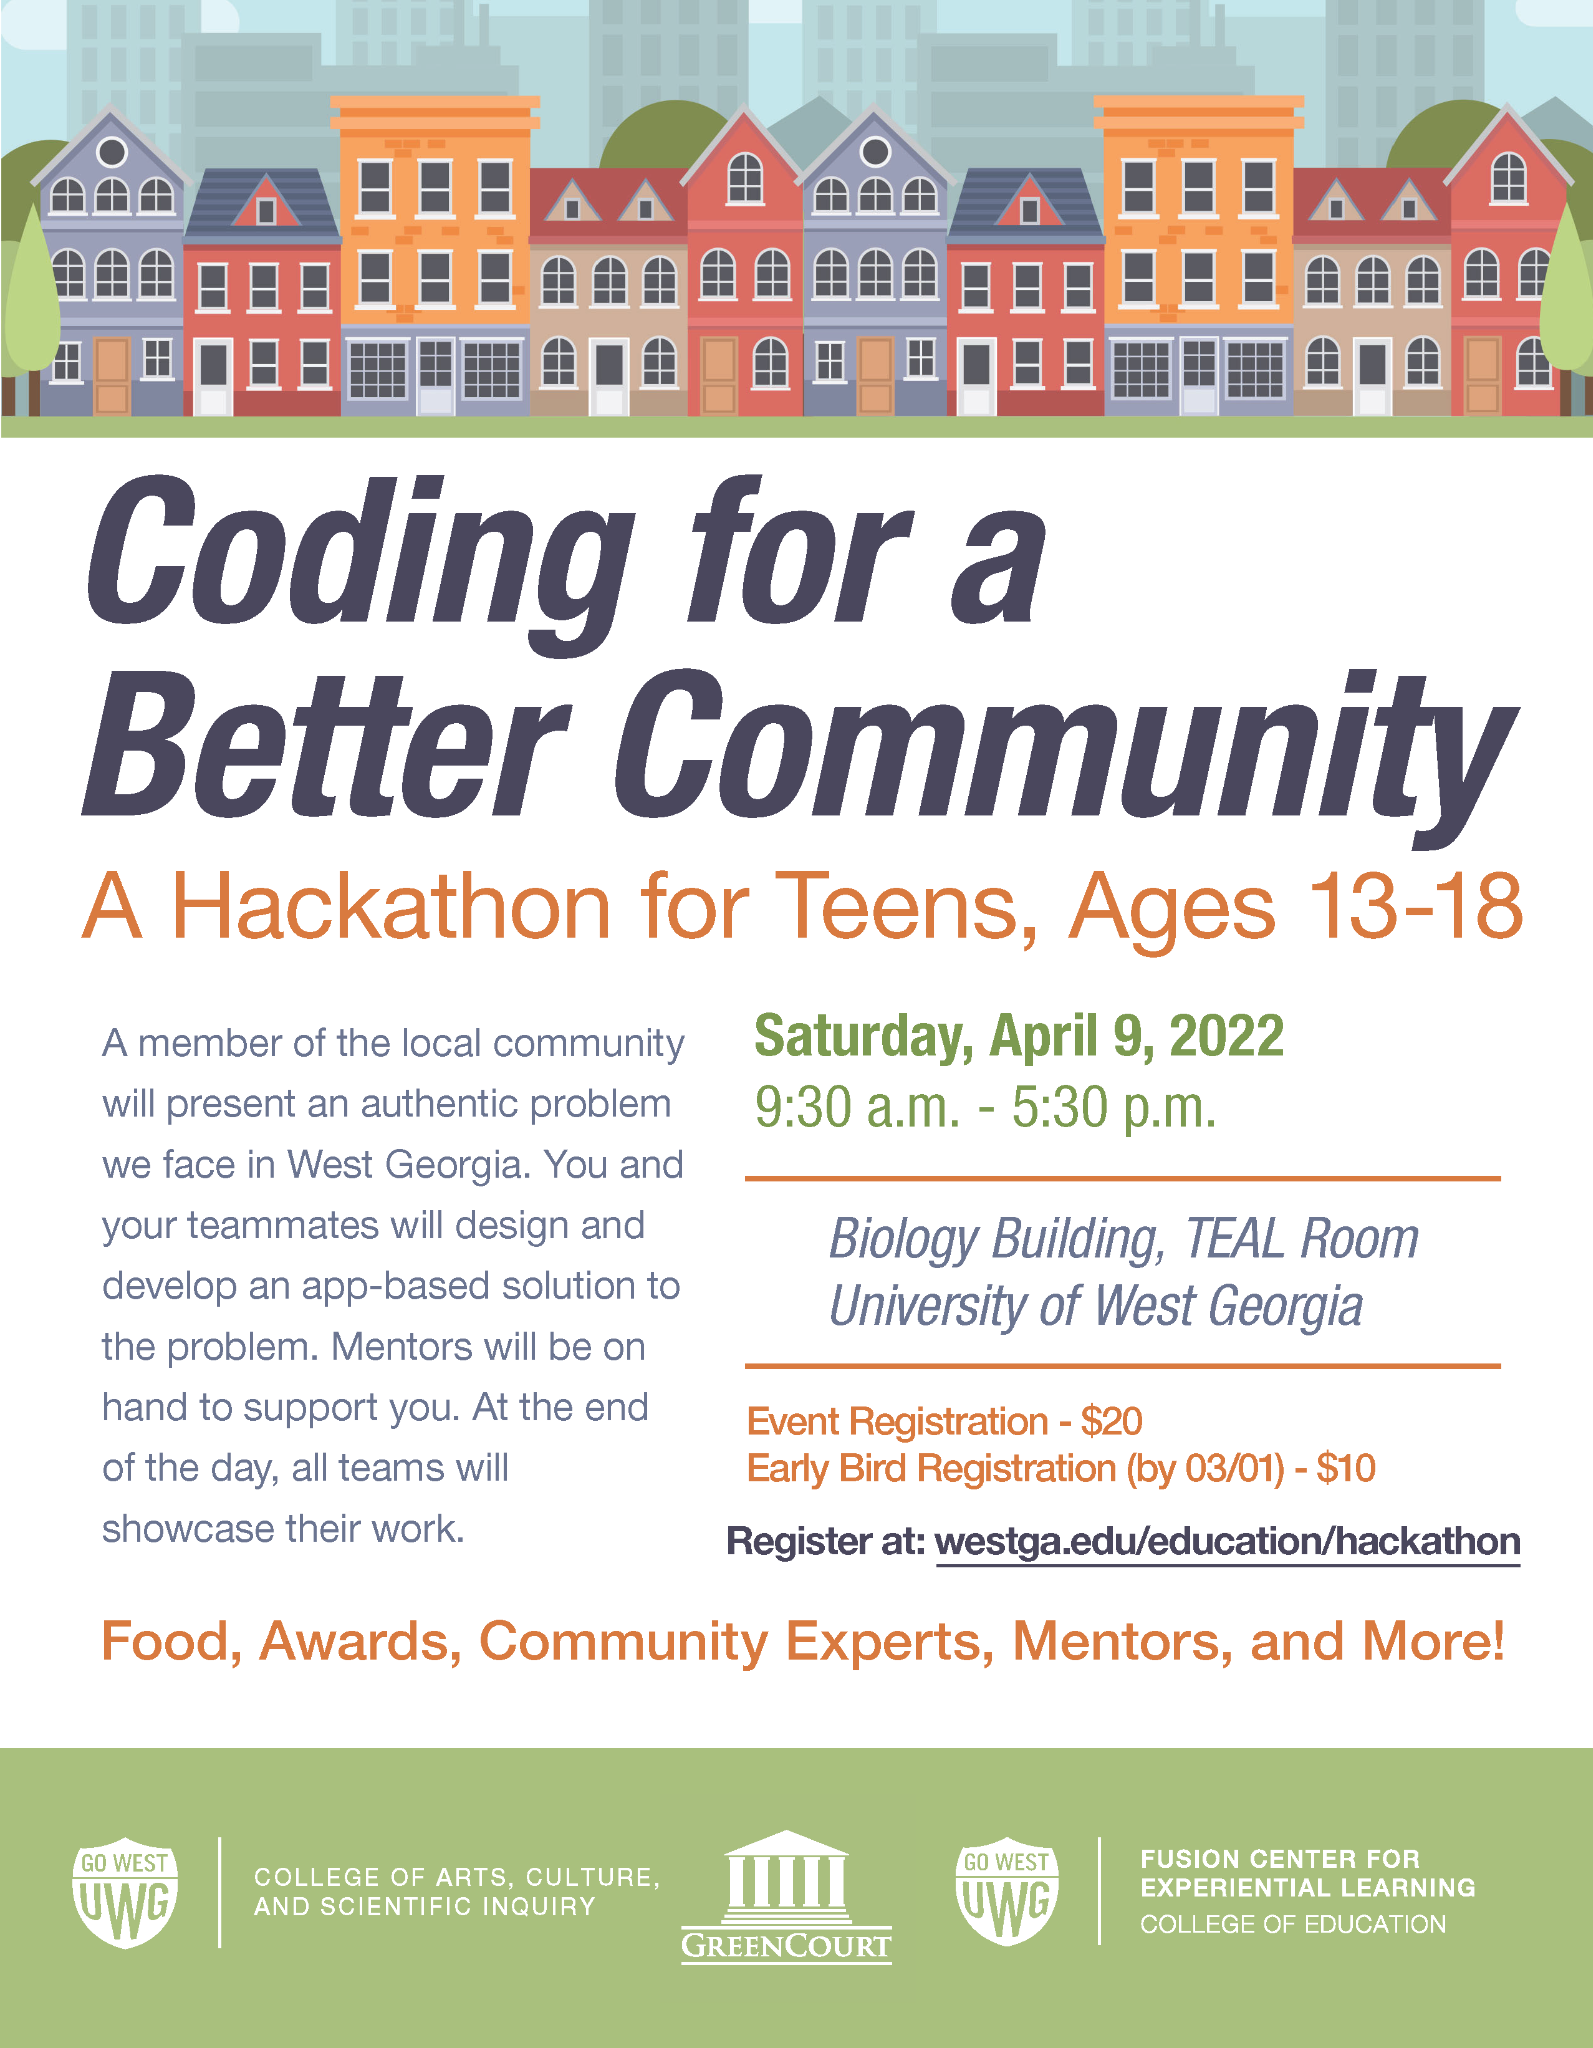 Coding for a
Better Community
A Hackathon for Teens, Ages 13-18
A member of the local community
will present an authentic problem
we face in West Georgia. You and
your teammates will design and
develop an app-based solution to
the problem. Mentors will be on
hand to support you. At the end
of the day, all teams will
showcase their work.
Saturday, April 9, 2022
9:30 a.m. - 5:30 p.m.
Biology Building, TEAL Room
University of West Georgia
Event Registration - $20
Early Bird Registration (by 03/01) - $10
Register at: westga.edu/education/hackathon
Food, Awards, Community Experts, Mentors, and More!
GO WEST
UWG
COLLEGE OF ARTS, CULTURE,
AND SCIENTIFIC INQUIRY
GREENCOURT
GO WEST
UWG
FUSION CENTER FOR
EXPERIENTIAL LEARNING
COLLEGE OF EDUCATION